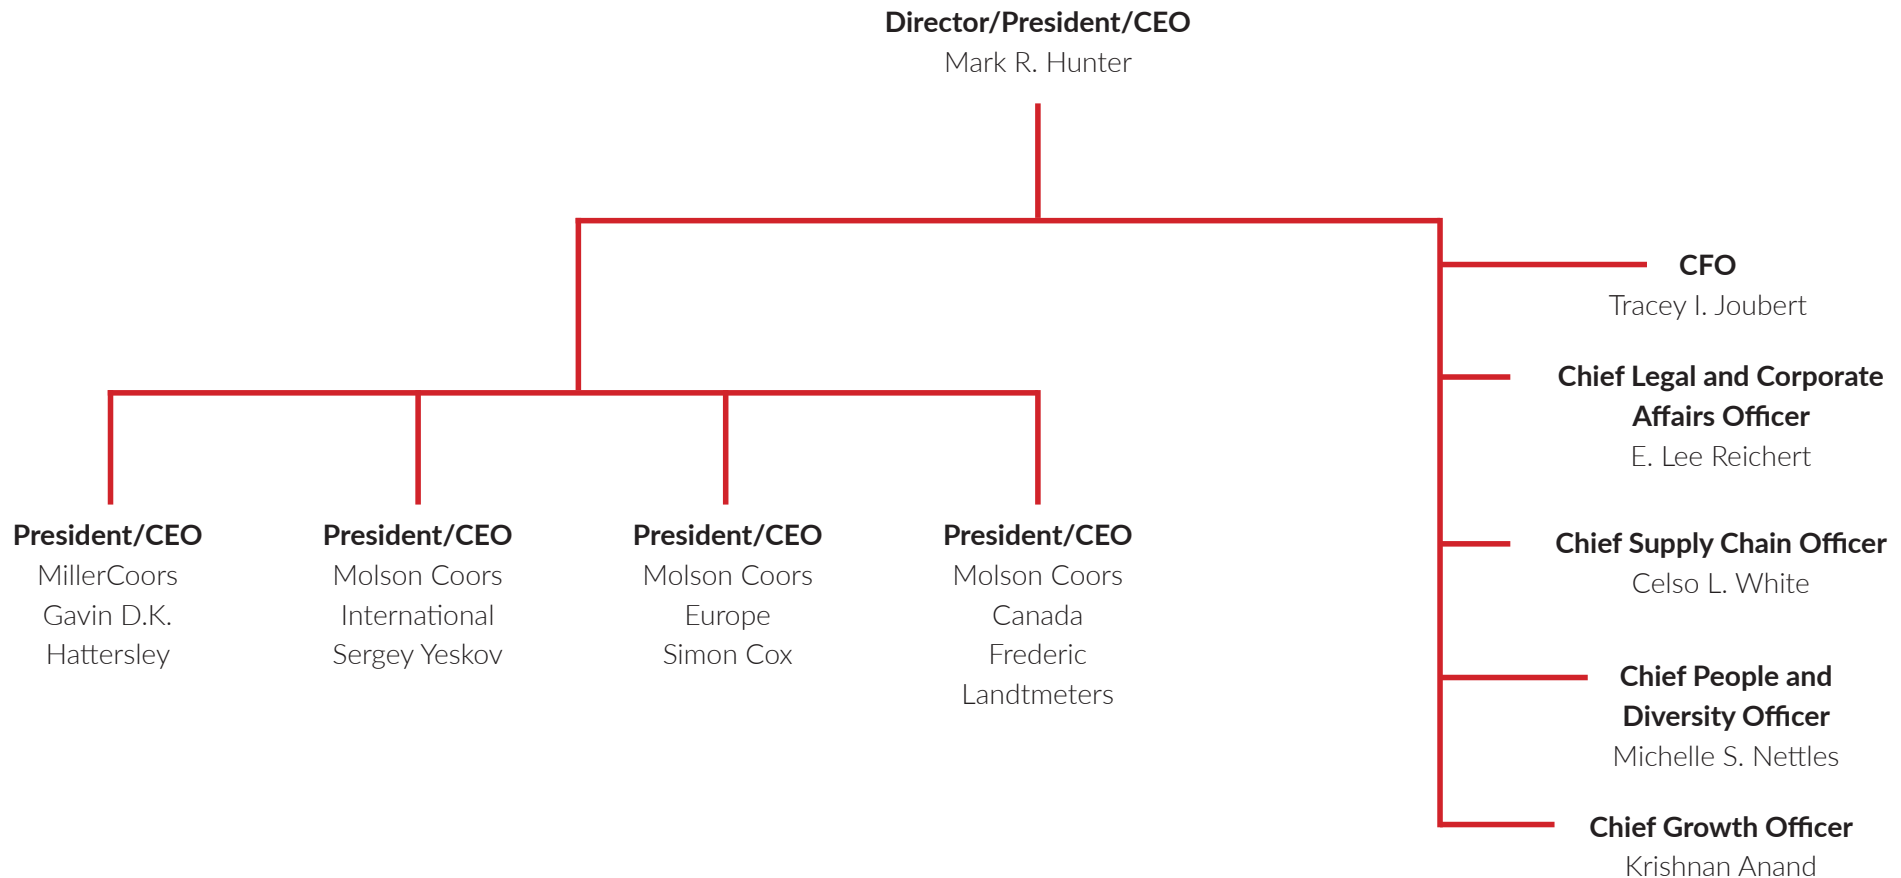 Director/President/CEO
Mark R. Hunter
CFO
Tracey I. Joubert
Chief Legal and Corporate
Affairs Officer
E. Lee Reichert
Chief Supply Chain Officer
Celso L. White
Chief People and
Diversity Officer
Michelle S. Nettles
Chief Growth Officer
Krishnan Anand
President/CEO
MillerCoors
Gavin D.K.
Hattersley
President/CEO
Molson Coors
International
Sergey Yeskov
President/CEO
Molson Coors
Europe
Simon Cox
President/CEO
Molson Coors
Canada
Frederic
Landtmeters